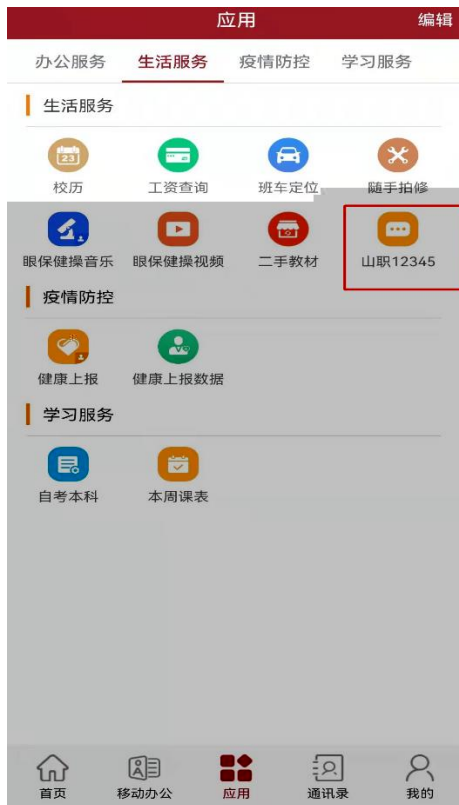 应用 编辑
办公服务 生活服务 疫情防控 学习服务
生活服务
23
校历 工资查询 班车定位 随手拍修
眼保健操音乐 眼保健操视频 二手教材 山职12345
疫情防控
健康上报 健康上报数据
学习服务
自考本科 本周课表
首页 移动办公 应用 通讯录 我的